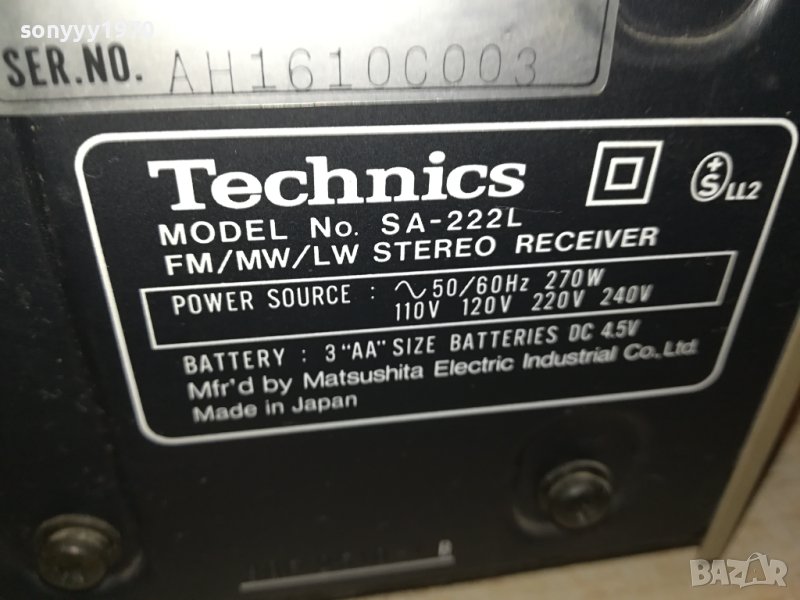 sonyyy1970
SER.NO. AH1610C003
Technics
S LL2
MODEL No. SA-222L
FM/MW/LW STEREO RECEIVER
POWER SOURCE : ∿50/60Hz 270W
110V 120V 220V 240V
BATTERY : 3 "AA" SIZE BATTERIES DC 4.5V
Mfr'd by Matsushita Electric Industrial Co., Ltd.
Made in Japan
BAZAR